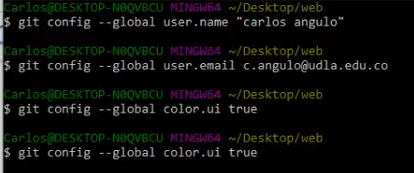 Carlos@DESKTOP-N0QVBCU MINGW64 ~/Desktop/web
$ git config --global user.name "carlos angulo"
Carlos@DESKTOP-N0QVBCU MINGW64 ~/Desktop/web
$ git config --global user.email c.angulo@udla.edu.co
Carlos@DESKTOP-N0QVBCU MINGW64 ~/Desktop/web
$ git config --global color.ui true
Carlos@DESKTOP-N0QVBCU MINGW64 ~/Desktop/web
$ git config --global color.ui true